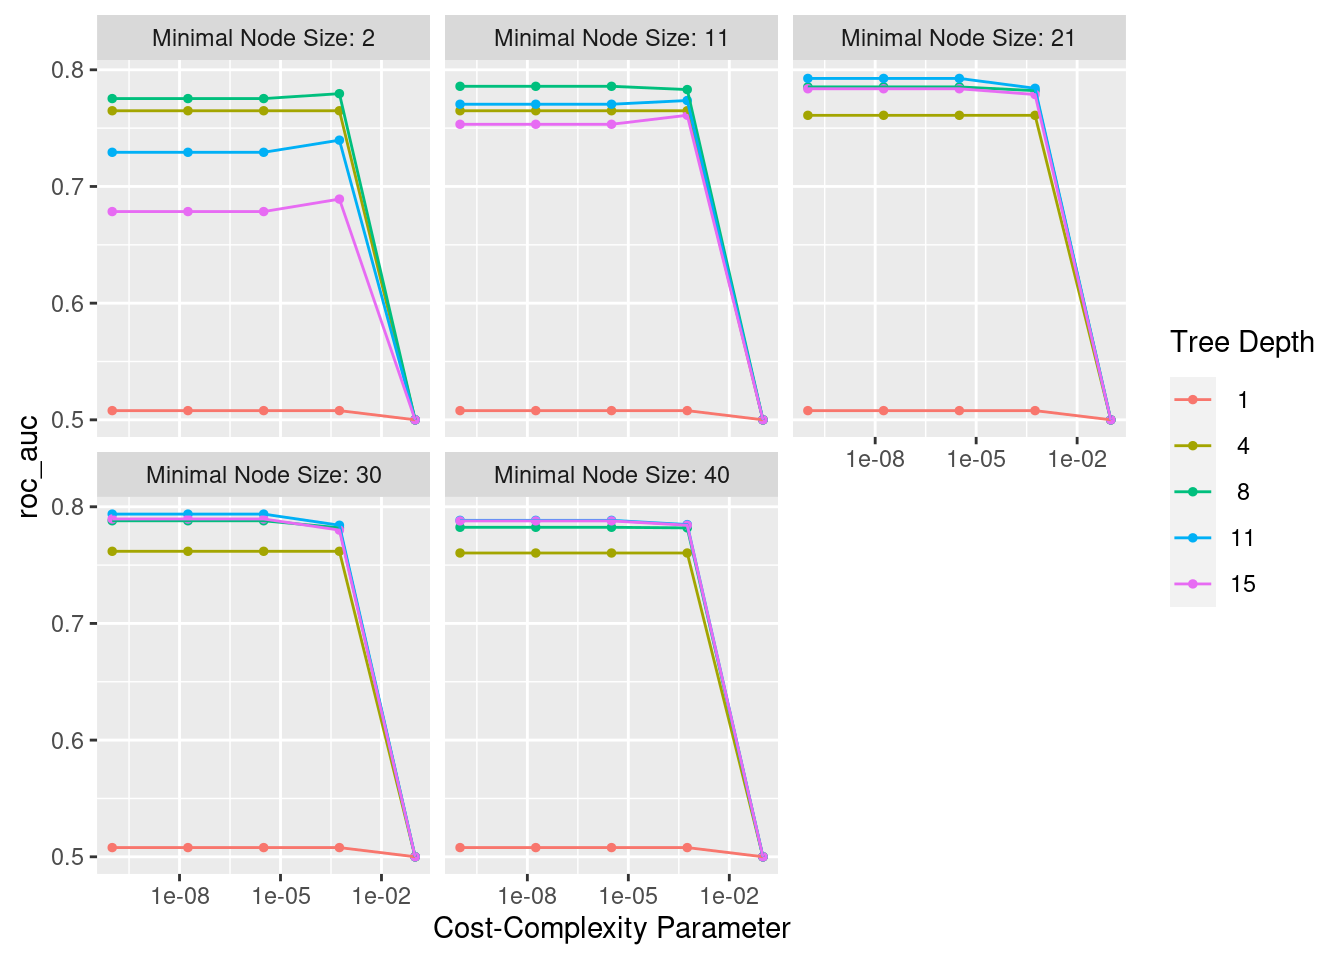 Minimal Node Size: 2
Minimal Node Size: 11
Minimal Node Size: 21
0.8
0.7
0.6
0.5
1e-08
1e-05
1e-02
Minimal Node Size: 30
Minimal Node Size: 40
0.8
0.7
0.6
0.5
1e-08
1e-05
1e-02
1e-08
1e-05
1e-02
roc_auc
Cost-Complexity Parameter
Tree Depth
1
4
8
11
15